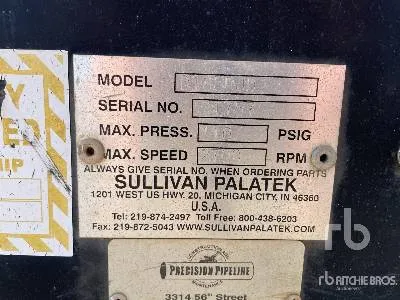 MODEL
SERIAL NO.
MAX. PRESS. PSIG
MAX. SPEED RPM
ALWAYS GIVE SERIAL NO. WHEN ORDERING PARTS
SULLIVAN PALATEK
1201 WEST US HWY. 20, MICHIGAN CITY, IN 46360
U.S.A.
Tel: 219-874-2497 Toll Free: 800-438-6203
Fax: 219-872-5043 WWW.SULLIVANPALATEK.COM
PRECISION PIPELINE
3314 56th Street
rb
RITCHIE BROS.